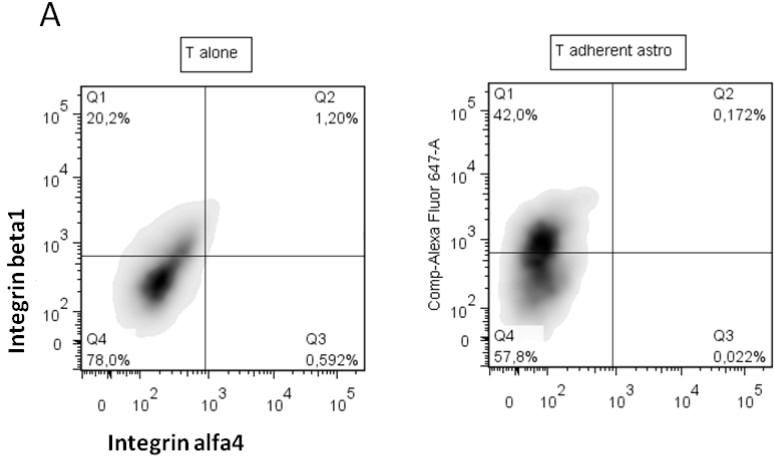 A
T alone
T adherent astro
Q1
20,2%
Q2
1,20%
Q4
78,0%
Q3
0,592%
10^5
10^4
10^3
10^2
0
0
10^2
10^3
10^4
10^5
Integrin beta1
Integrin alfa4
Q1
42,0%
Q2
0,172%
Q4
57,8%
Q3
0,022%
10^5
10^4
10^3
10^2
0
0
10^2
10^3
10^4
10^5
Comp-Alexa Fluor 647-A